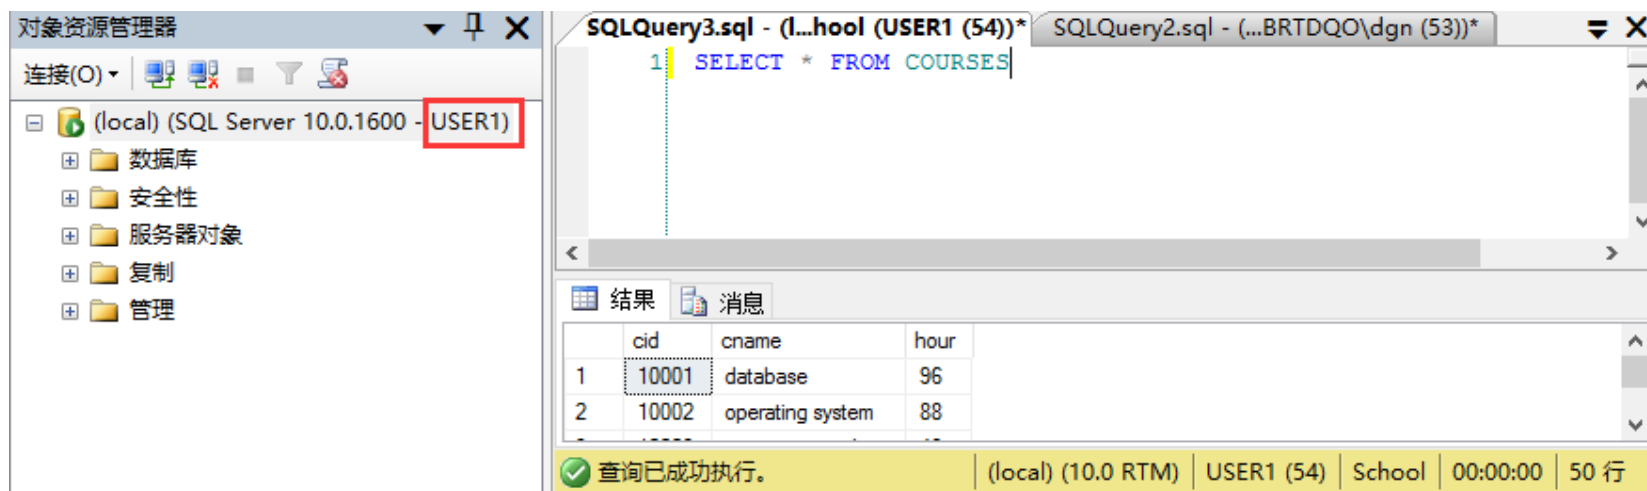 对象资源管理器
连接(O)
(local) (SQL Server 10.0.1600 - USER1)
数据库
安全性
服务器对象
复制
管理
SQLQuery3.sql - (l...hool (USER1 (54))* SQLQuery2.sql - (...BRTDQO\dgn (53))*
1 SELECT * FROM COURSES
结果 消息
cid cname hour
1 10001 database 96
2 10002 operating system 88
查询已成功执行。 (local) (10.0 RTM) USER1 (54) School 00:00:00 50 行